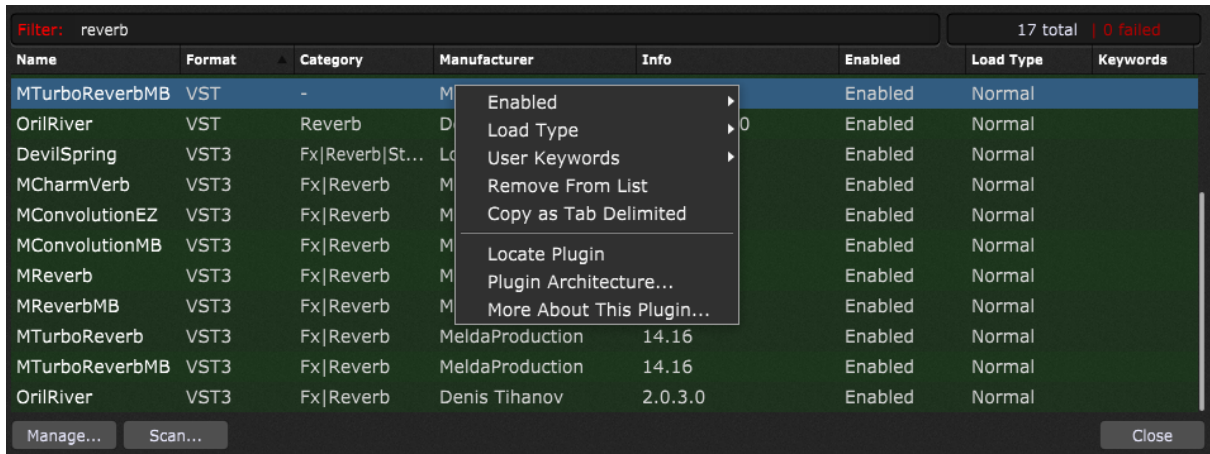 Filter: reverb 17 total | 0 failed
Name Format Category Manufacturer Info Enabled Load Type Keywords
MTurboReverbMB VST - M Enabled Normal
OrilRiver VST Reverb D 0 Enabled Normal
DevilSpring VST3 Fx|Reverb|St... Lo Enabled Normal
MCharmVerb VST3 Fx|Reverb M Enabled Normal
MConvolutionEZ VST3 Fx|Reverb M Enabled Normal
MConvolutionMB VST3 Fx|Reverb M Enabled Normal
MReverb VST3 Fx|Reverb M Enabled Normal
MReverbMB VST3 Fx|Reverb M Enabled Normal
MTurboReverb VST3 Fx|Reverb MeldaProduction 14.16 Enabled Normal
MTurboReverbMB VST3 Fx|Reverb MeldaProduction 14.16 Enabled Normal
OrilRiver VST3 Fx|Reverb Denis Tihanov 2.0.3.0 Enabled Normal
Enabled
Load Type
User Keywords
Remove From List
Copy as Tab Delimited
Locate Plugin
Plugin Architecture...
More About This Plugin...
Manage... Scan... Close